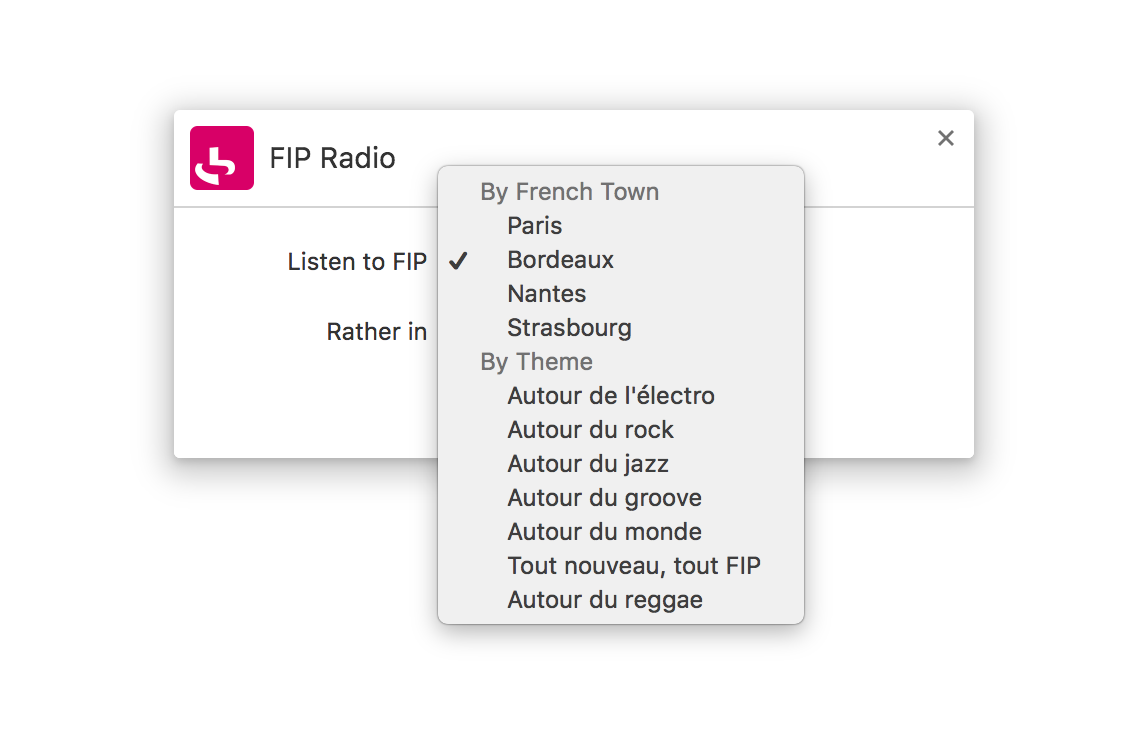 FIP Radio
By French Town
Paris
Listen to FIP
Bordeaux
Nantes
Rather in
Strasbourg
By Theme
Autour de l'électro
Autour du rock
Autour du jazz
Autour du groove
Autour du monde
Tout nouveau, tout FIP
Autour du reggae